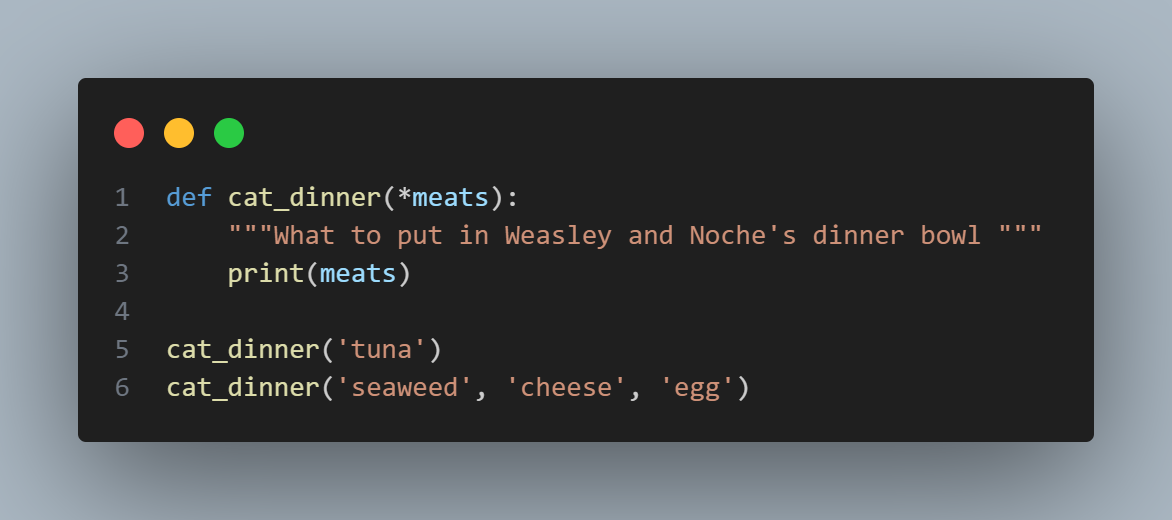 1 def cat_dinner(*meats):
2     """What to put in Weasley and Noche's dinner bowl """
3     print(meats)
4
5 cat_dinner('tuna')
6 cat_dinner('seaweed', 'cheese', 'egg')